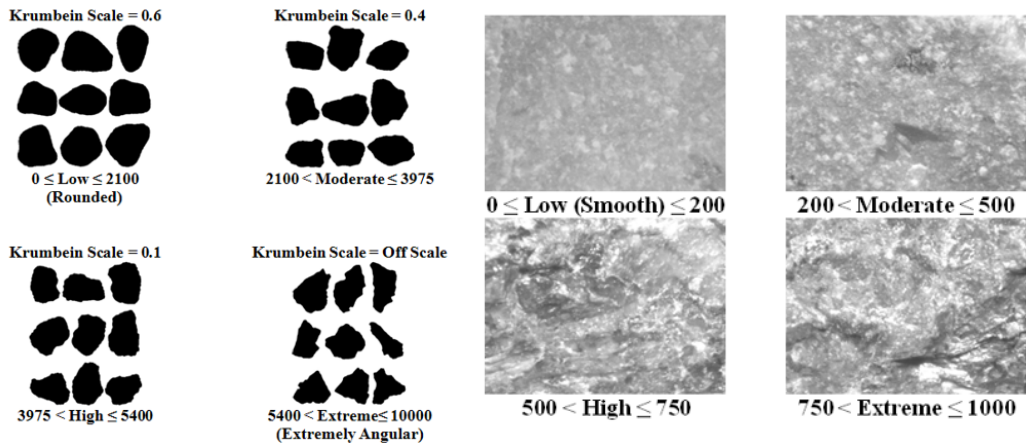 Krumbein Scale = 0.6
0 ≤ Low ≤ 2100
(Rounded)
Krumbein Scale = 0.4
2100 < Moderate ≤ 3975
Krumbein Scale = 0.1
3975 < High ≤ 5400
Krumbein Scale = Off Scale
5400 < Extreme≤ 10000
(Extremely Angular)
0 ≤ Low (Smooth) ≤ 200
200 < Moderate ≤ 500
500 < High ≤ 750
750 < Extreme ≤ 1000